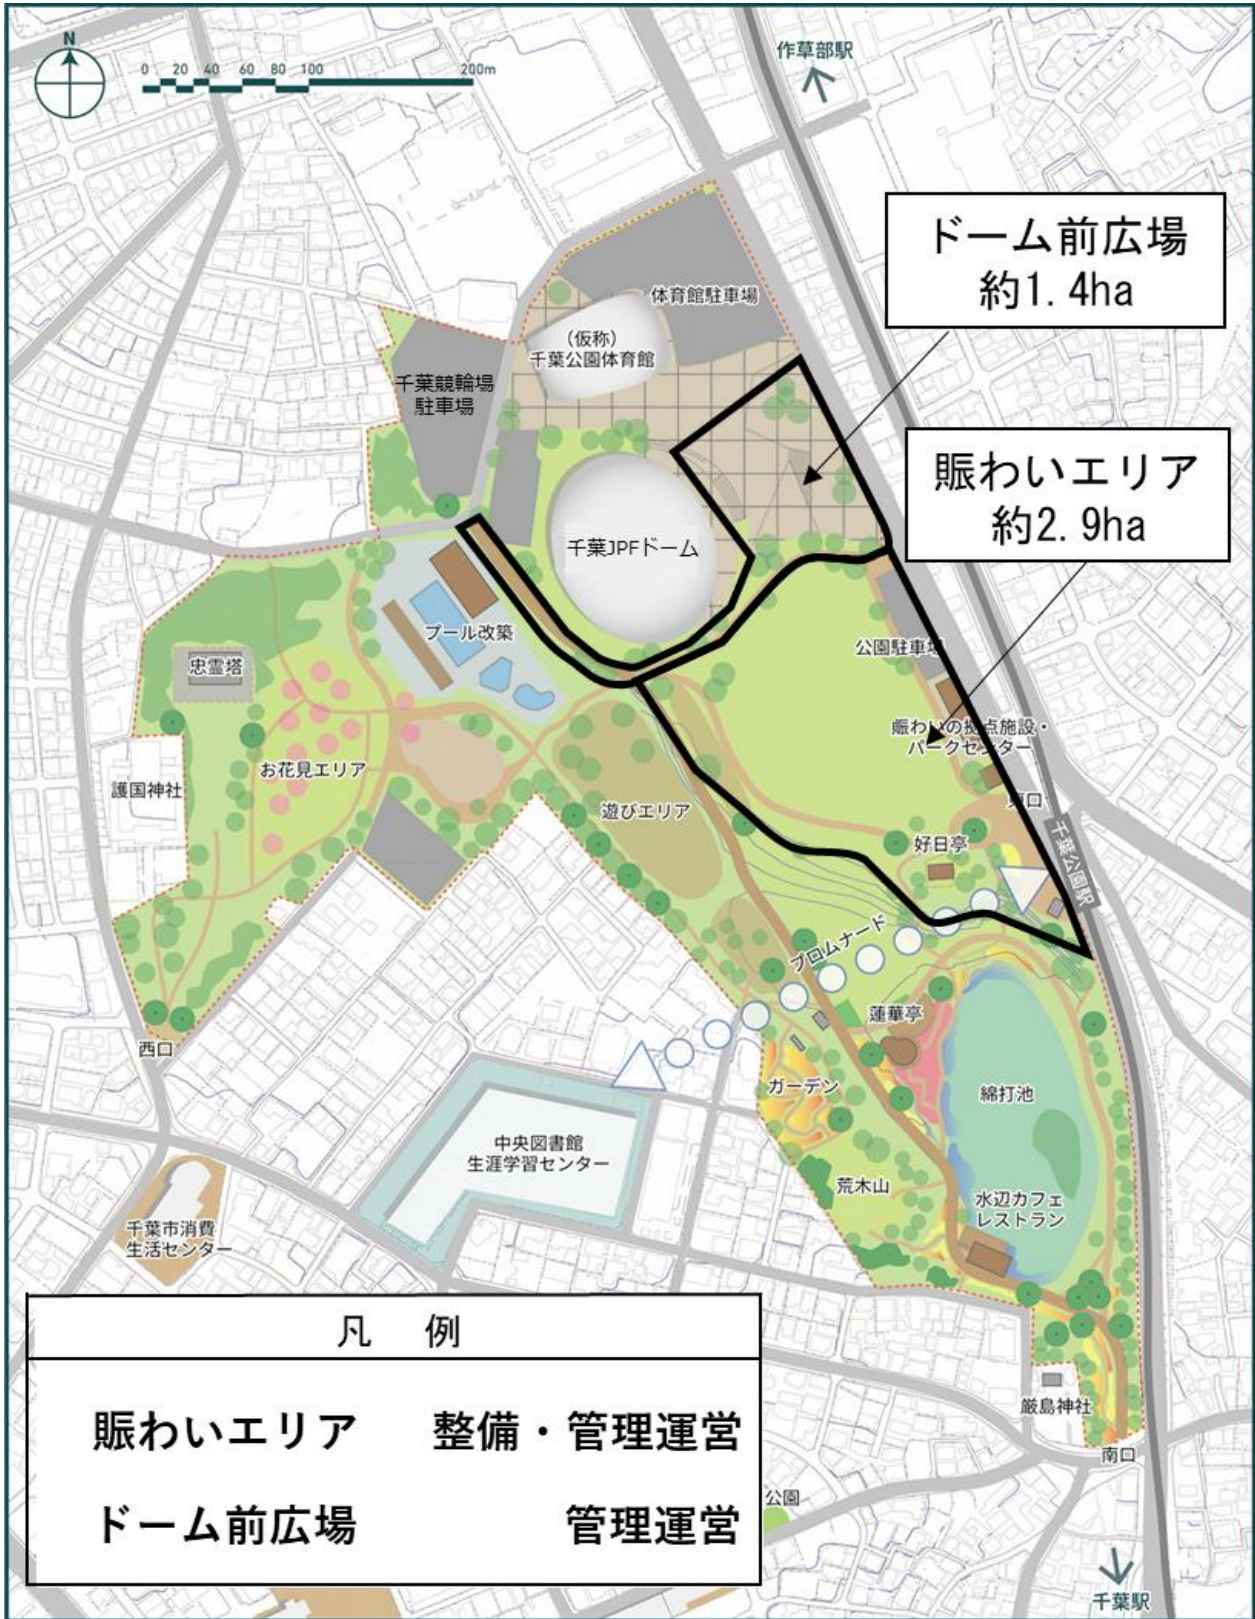 N
0 20 40 60 80 100 200m
作草部駅
ドーム前広場
約1.4ha
体育館駐車場
(仮称)
千葉公園体育館
千葉競輪場
駐車場
賑わいエリア
約2.9ha
千葉JPFドーム
プール改築
公園駐車場
忠霊塔
賑わいの拠点施設・
パークセンター
お花見エリア
護国神社
遊びエリア
東口
好日亭
千葉公園駅
プロムナード
蓮華亭
西口
ガーデン
綿打池
中央図書館
生涯学習センター
荒木山
水辺カフェ
レストラン
千葉市消費
生活センター
凡 例
賑わいエリア 整備・管理運営
ドーム前広場 管理運営
厳島神社
南口
公園
千葉駅